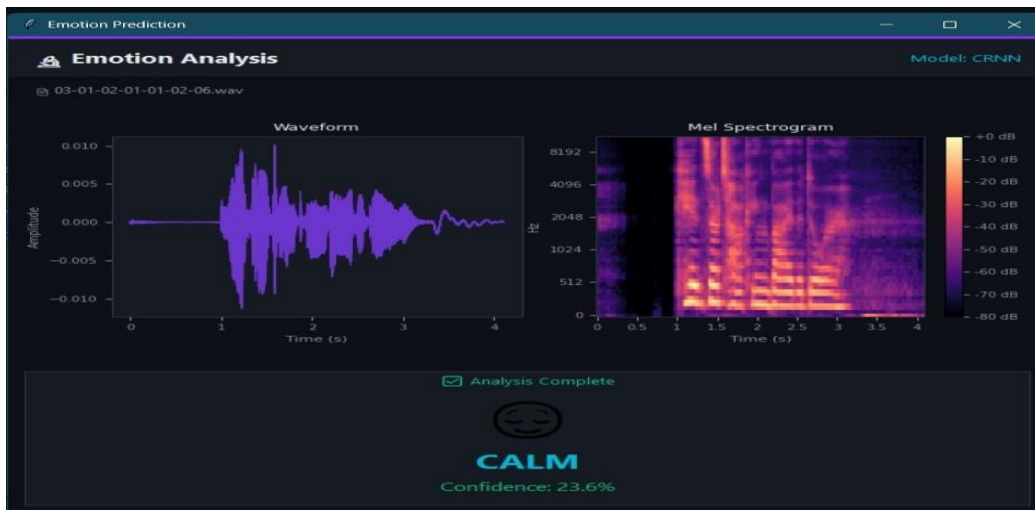 Emotion Prediction
Emotion Analysis
Model: CRNN
03-01-02-01-01-02-06.wav
Waveform
0.010
0.005
0.000
−0.005
−0.010
Amplitude
0
1
2
3
4
Time (s)
Mel Spectrogram
8192
4096
2048
1024
512
0
Hz
0
0.5
1
1.5
2
2.5
3
3.5
4
Time (s)
+0 dB
-10 dB
-20 dB
-30 dB
-40 dB
-50 dB
-60 dB
-70 dB
-80 dB
Analysis Complete
CALM
Confidence: 23.6%